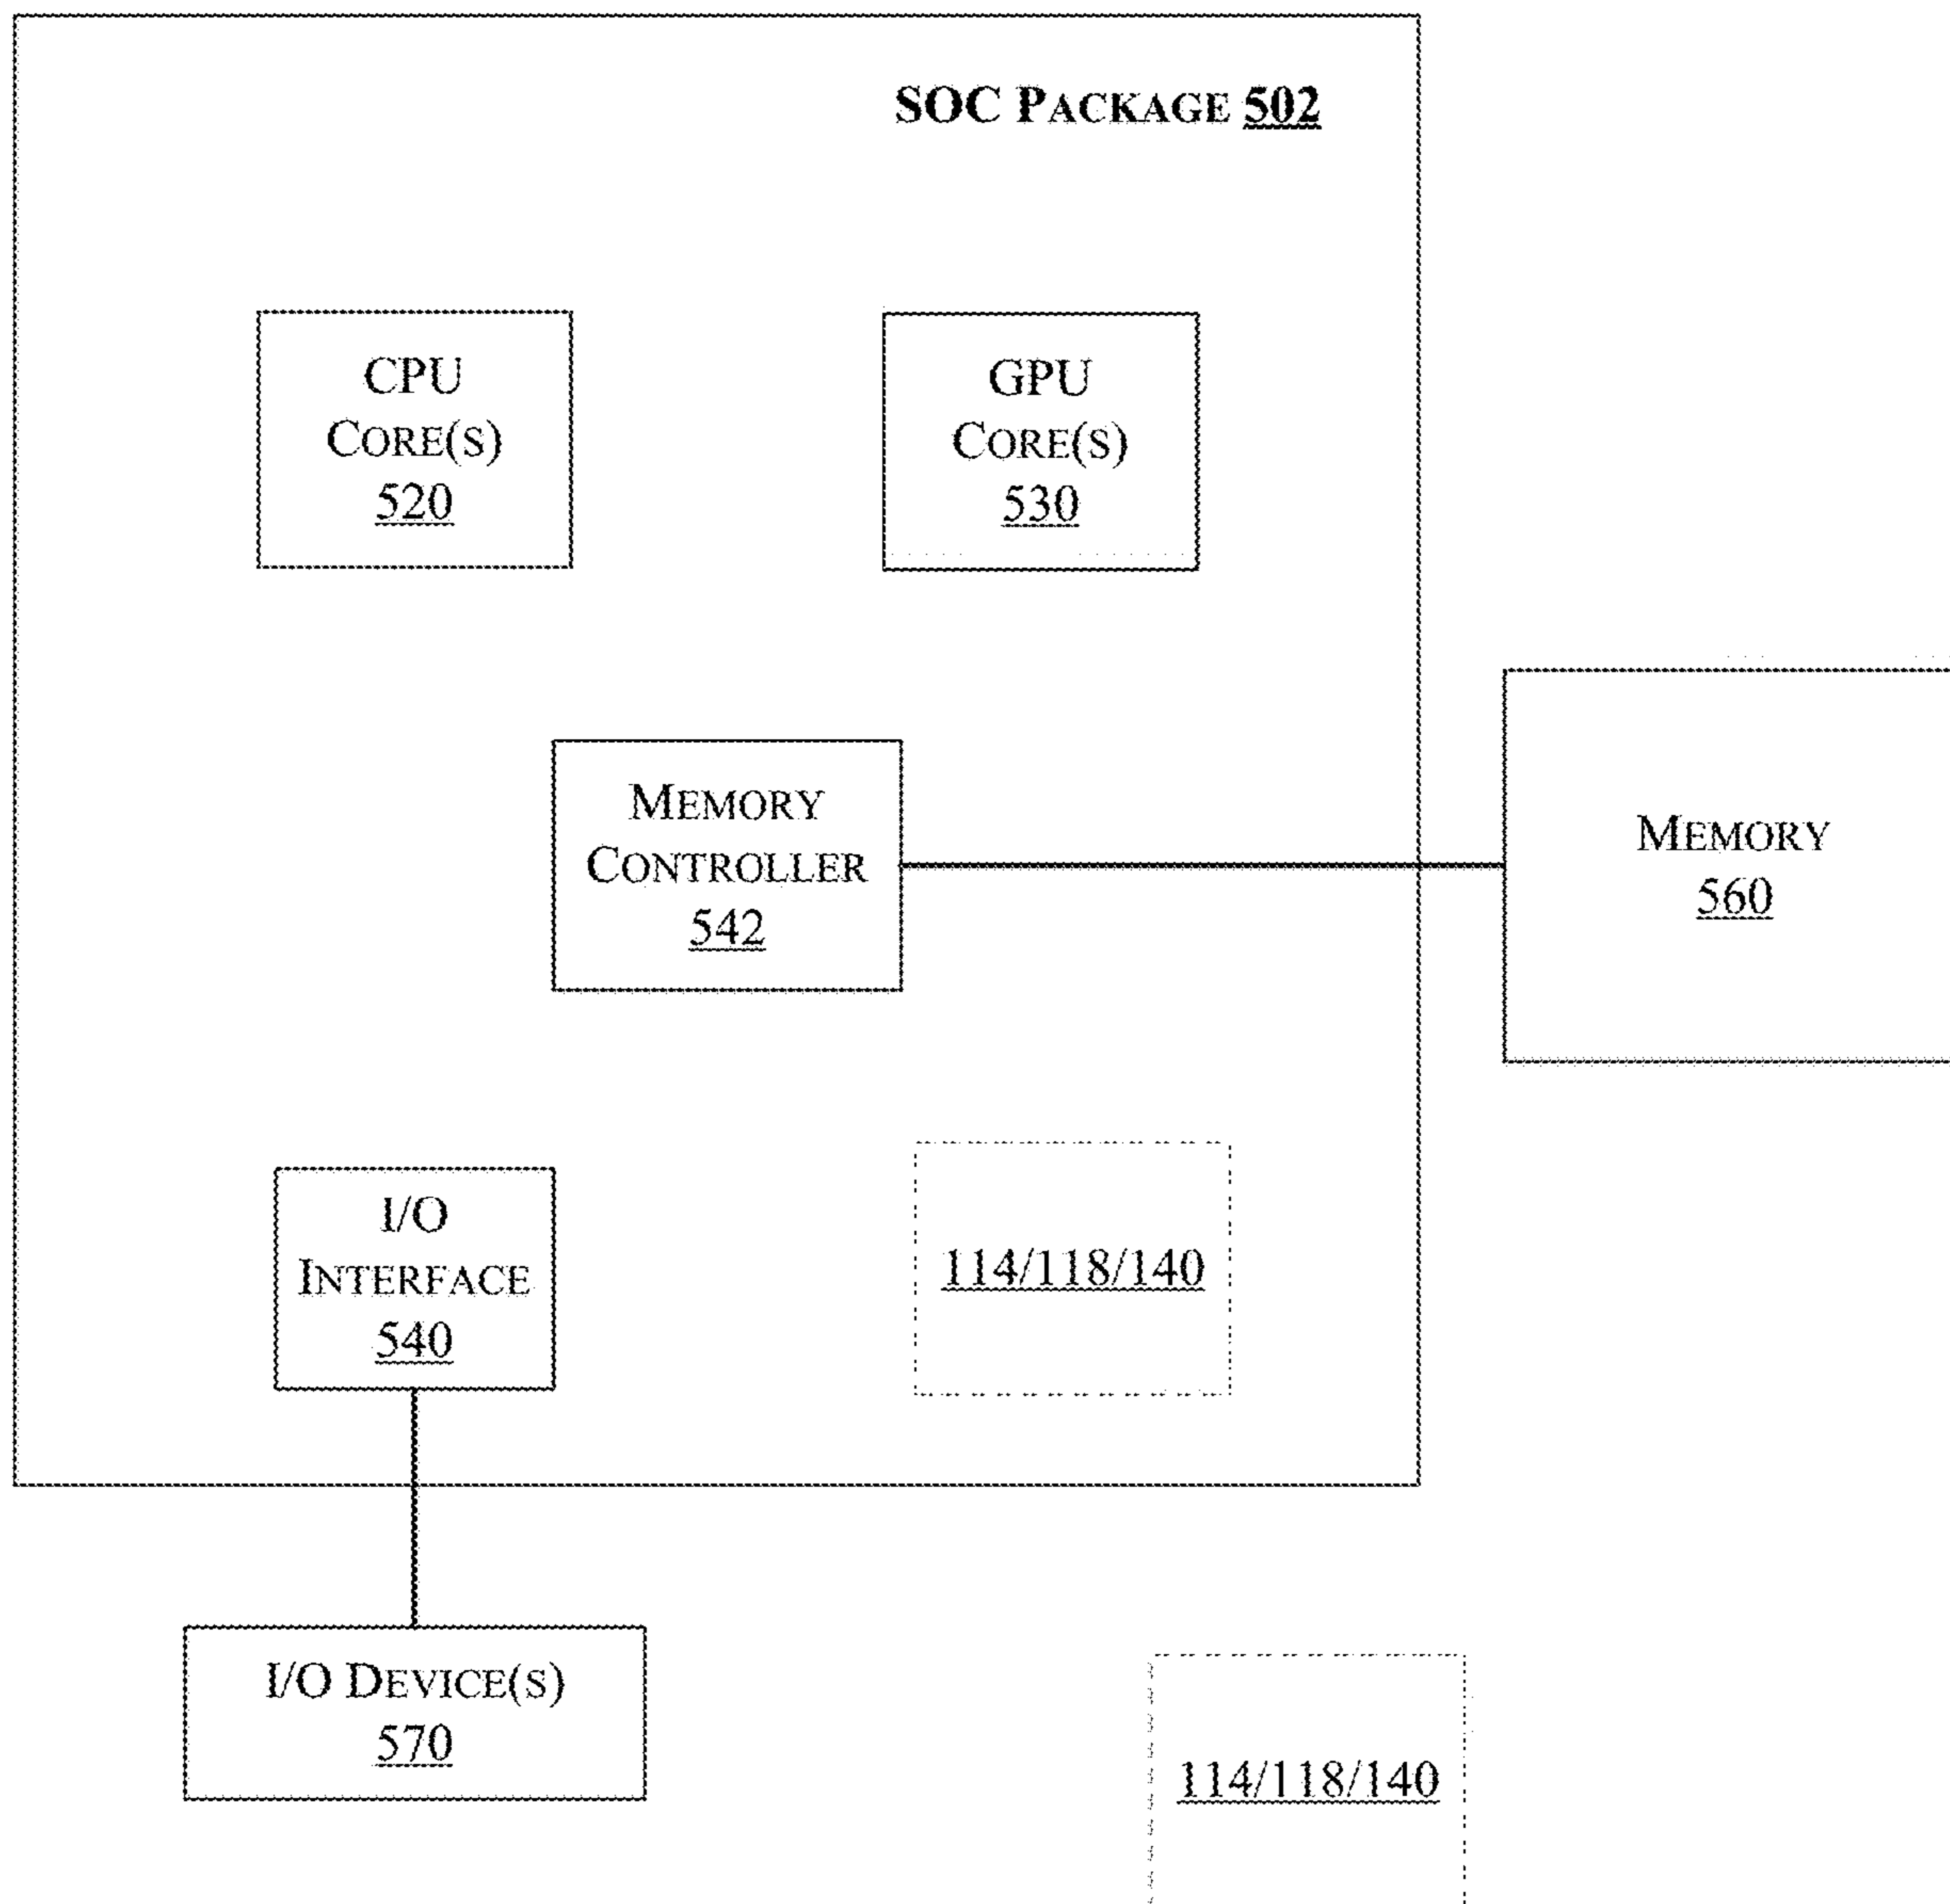 SOC PACKAGE 502
CPU
CORE(S)
520
GPU
CORE(S)
530
MEMORY
CONTROLLER
542
MEMORY
560
I/O
INTERFACE
540
114/118/140
I/O DEVICE(S)
570
114/118/140